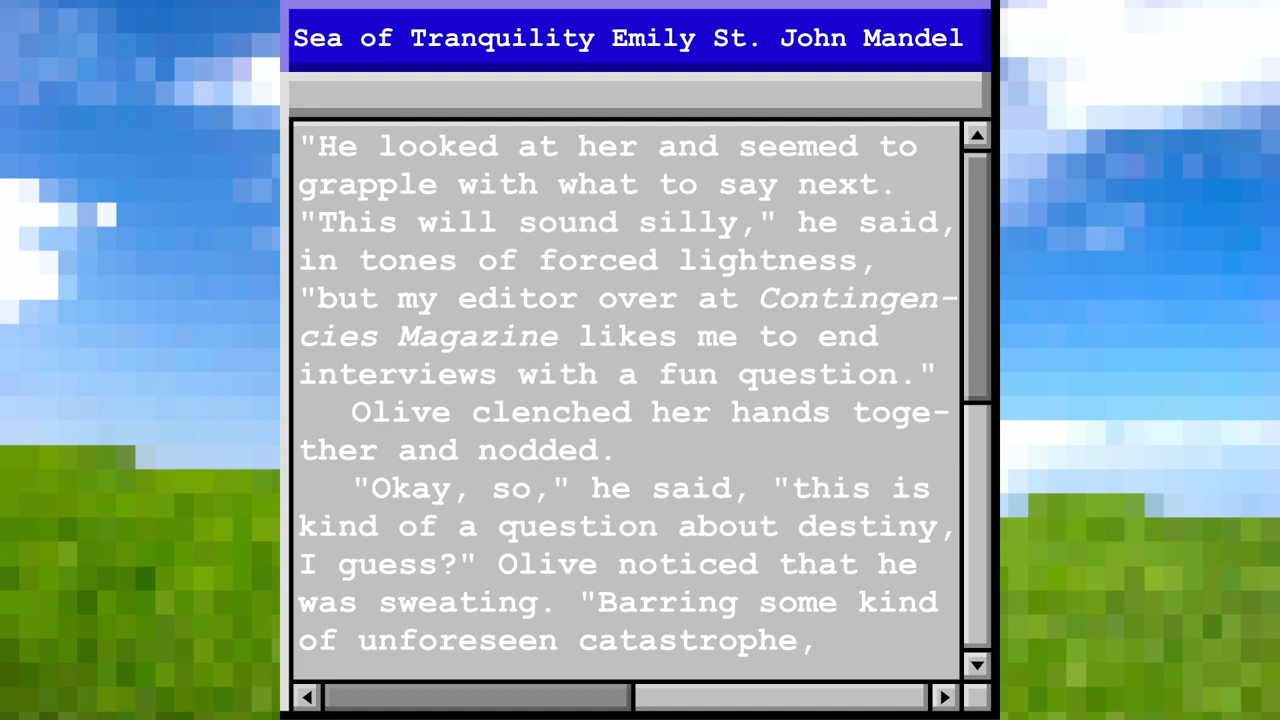 Sea of Tranquility Emily St. John Mandel
"He looked at her and seemed to
grapple with what to say next.
"This will sound silly," he said,
in tones of forced lightness,
"but my editor over at Contingen-
cies Magazine likes me to end
interviews with a fun question."
Olive clenched her hands toge-
ther and nodded.
"Okay, so," he said, "this is
kind of a question about destiny,
I guess?" Olive noticed that he
was sweating. "Barring some kind
of unforeseen catastrophe,